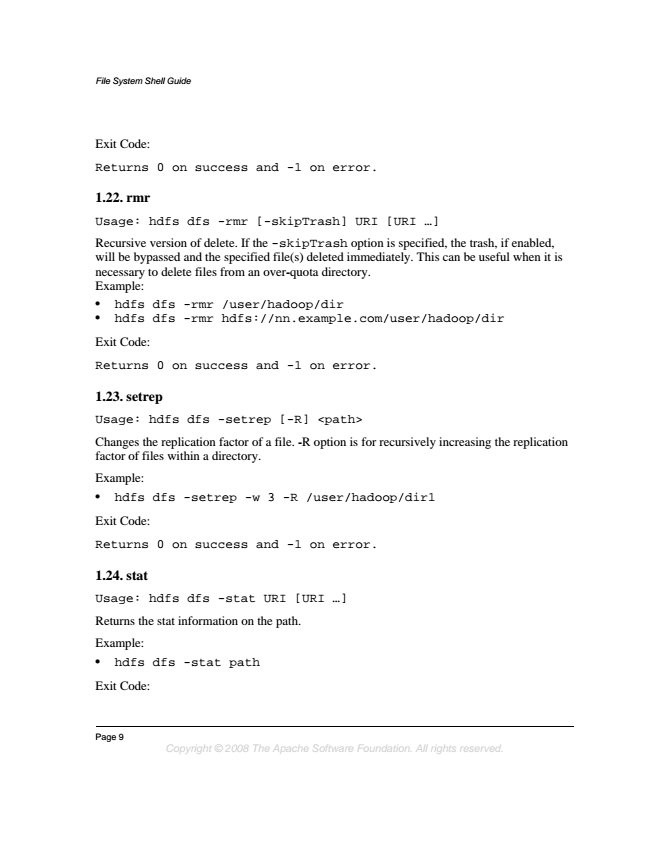 File System Shell Guide
Exit Code:
Returns 0 on success and -1 on error.
1.22. rmr
Usage: hdfs dfs -rmr [-skipTrash] URI [URI …]
Recursive version of delete. If the -skipTrash option is specified, the trash, if enabled,
will be bypassed and the specified file(s) deleted immediately. This can be useful when it is
necessary to delete files from an over-quota directory.
Example:
• hdfs dfs -rmr /user/hadoop/dir
• hdfs dfs -rmr hdfs://nn.example.com/user/hadoop/dir
Exit Code:
Returns 0 on success and -1 on error.
1.23. setrep
Usage: hdfs dfs -setrep [-R] <path>
Changes the replication factor of a file. -R option is for recursively increasing the replication
factor of files within a directory.
Example:
• hdfs dfs -setrep -w 3 -R /user/hadoop/dir1
Exit Code:
Returns 0 on success and -1 on error.
1.24. stat
Usage: hdfs dfs -stat URI [URI …]
Returns the stat information on the path.
Example:
• hdfs dfs -stat path
Exit Code:
Page 9
Copyright © 2008 The Apache Software Foundation. All rights reserved.